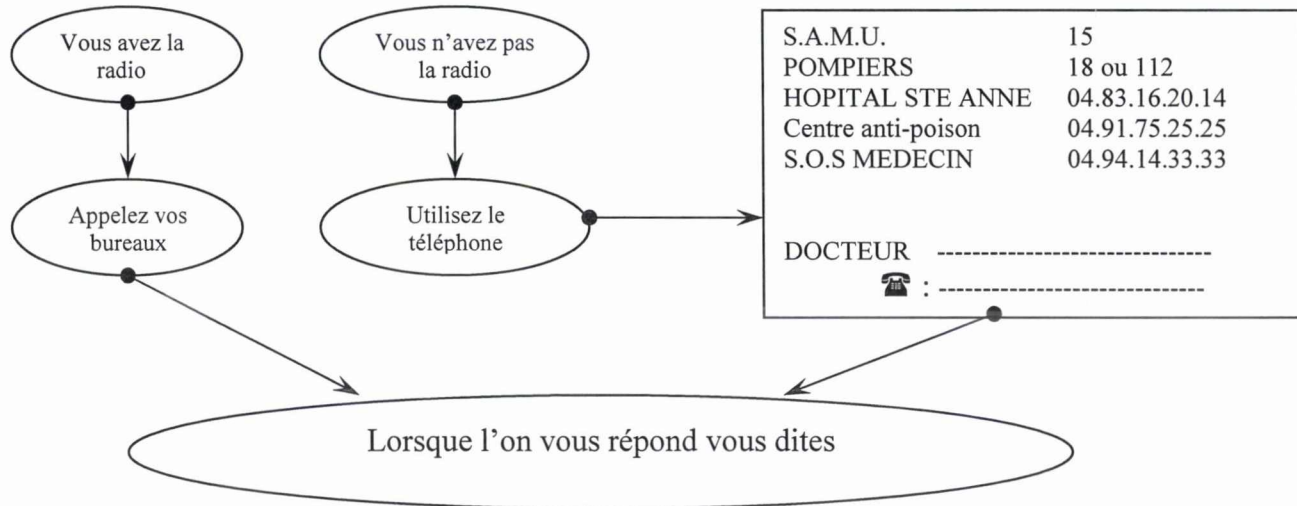 Vous avez la
radio
Vous n'avez pas
la radio
S.A.M.U. 15
POMPIERS 18 ou 112
HOPITAL STE ANNE 04.83.16.20.14
Centre anti-poison 04.91.75.25.25
S.O.S MEDECIN 04.94.14.33.33
Appelez vos
bureaux
Utilisez le
téléphone
DOCTEUR ------------------------------
☎ : -----------------------------
Lorsque l'on vous répond vous dites